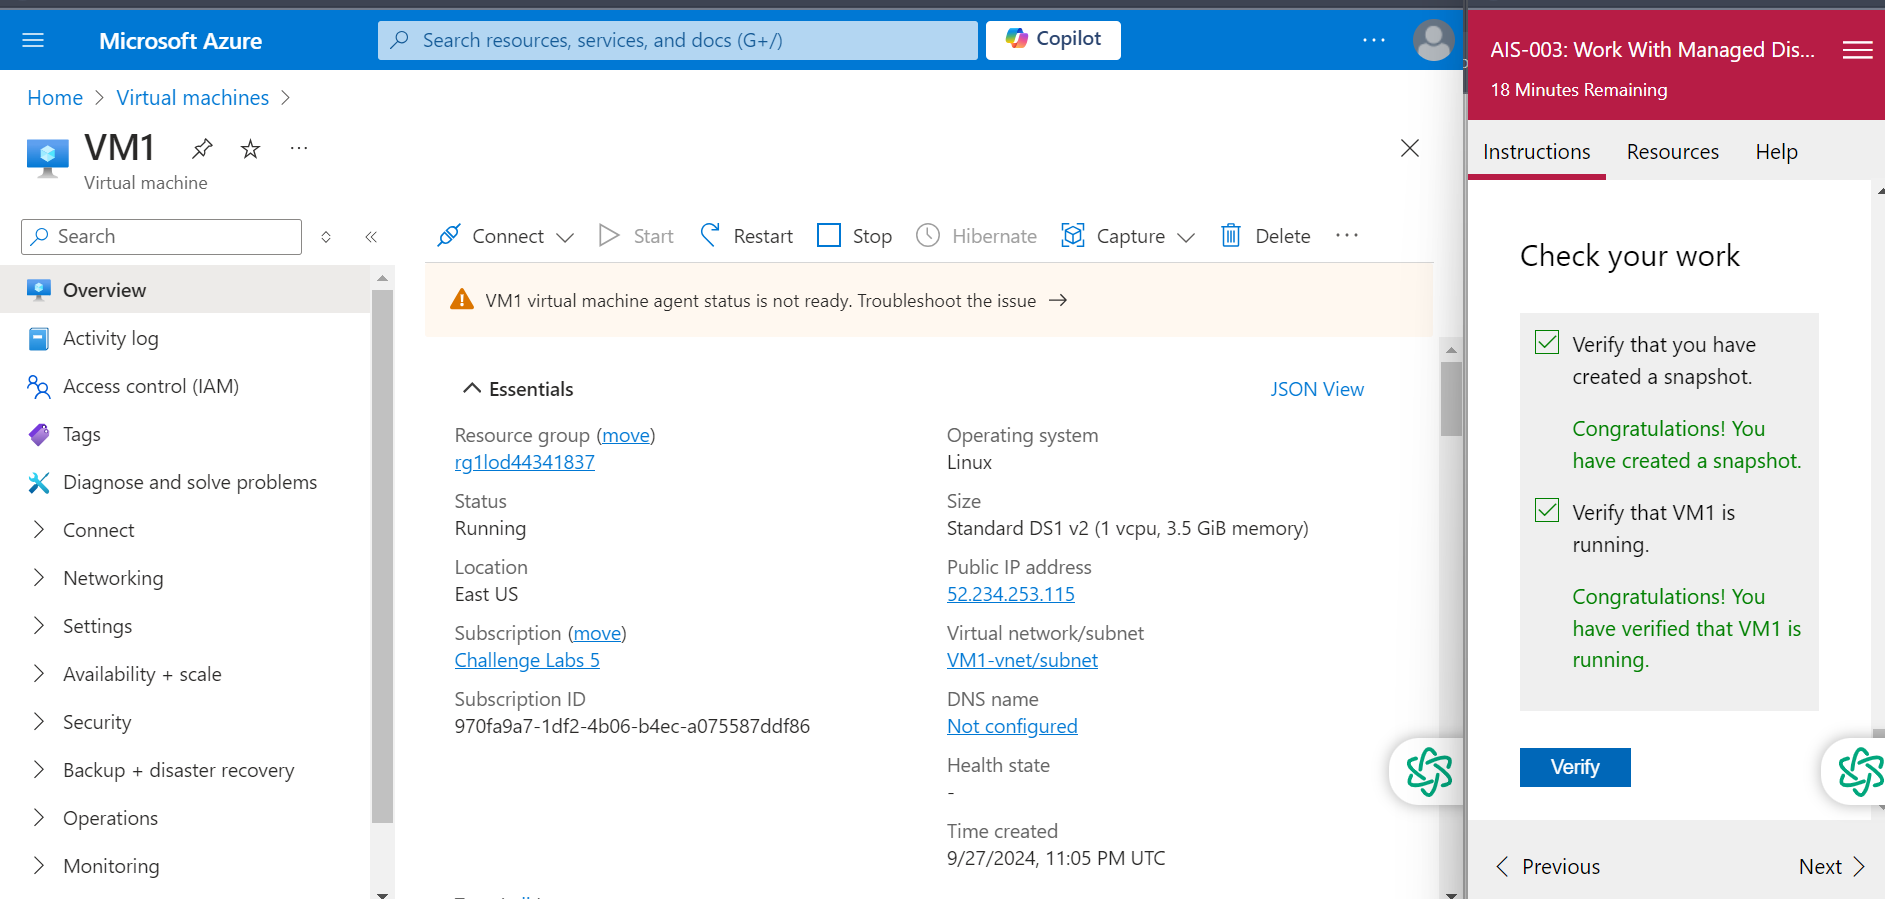 Microsoft Azure
Search resources, services, and docs (G+/)
Copilot
Home > Virtual machines >
VM1
Virtual machine
Search
Overview
Activity log
Access control (IAM)
Tags
Diagnose and solve problems
Connect
Networking
Settings
Availability + scale
Security
Backup + disaster recovery
Operations
Monitoring
Connect Start Restart Stop Hibernate Capture Delete
VM1 virtual machine agent status is not ready. Troubleshoot the issue →
Essentials
JSON View
Resource group (move)
rg1lod44341837
Status
Running
Location
East US
Subscription (move)
Challenge Labs 5
Subscription ID
970fa9a7-1df2-4b06-b4ec-a075587ddf86
Operating system
Linux
Size
Standard DS1 v2 (1 vcpu, 3.5 GiB memory)
Public IP address
52.234.253.115
Virtual network/subnet
VM1-vnet/subnet
DNS name
Not configured
Health state
-
Time created
9/27/2024, 11:05 PM UTC
AIS-003: Work With Managed Dis...
18 Minutes Remaining
Instructions Resources Help
Check your work
Verify that you have
created a snapshot.
Congratulations! You
have created a snapshot.
Verify that VM1 is
running.
Congratulations! You
have verified that VM1 is
running.
Verify
Previous
Next